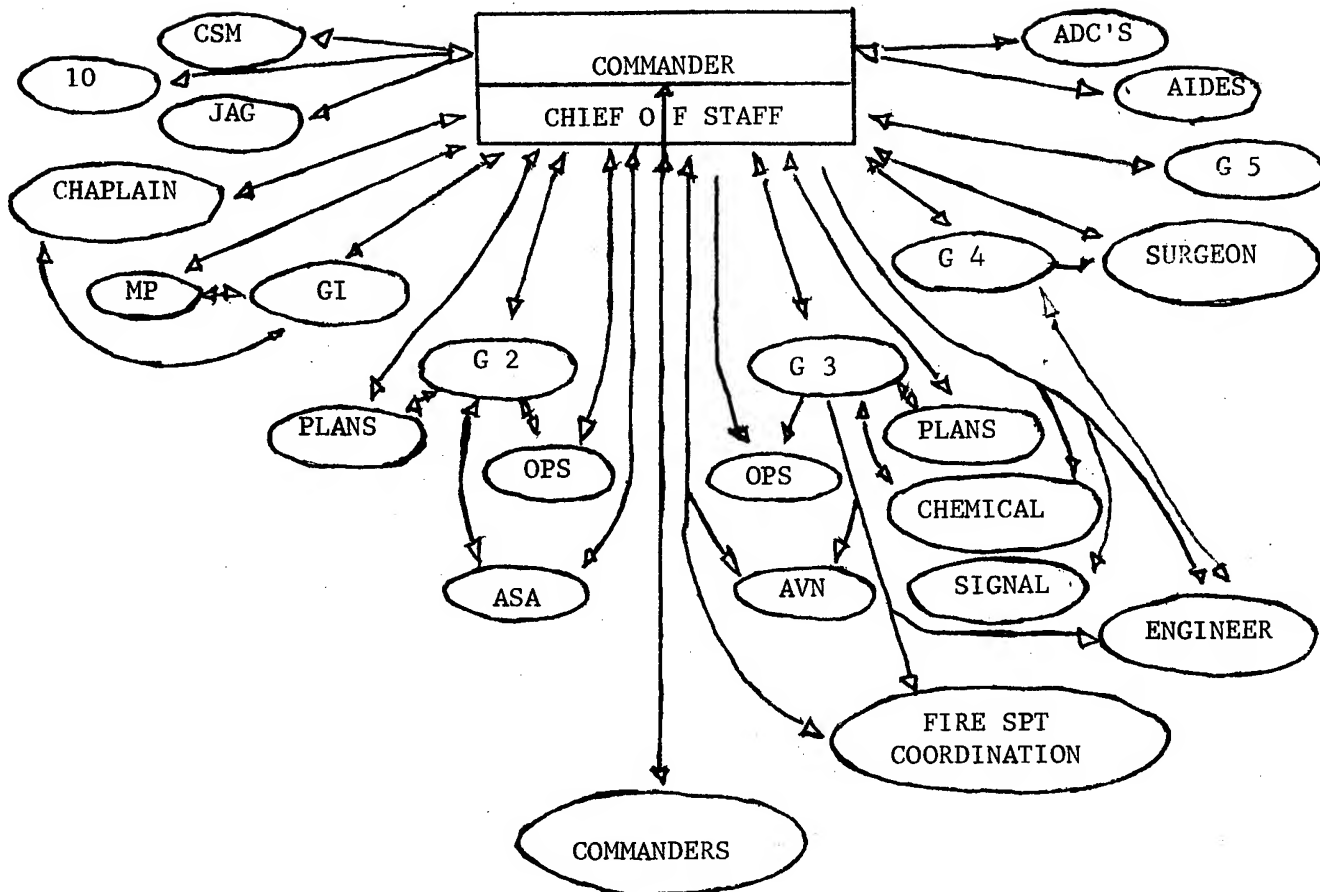 CSM
COMMANDER
ADC'S
10
AIDES
JAG
CHIEF O F STAFF
CHAPLAIN
G 5
MP
GI
G 4
SURGEON
G 2
G 3
PLANS
OPS
OPS
PLANS
CHEMICAL
ASA
AVN
SIGNAL
ENGINEER
FIRE SPT
COORDINATION
COMMANDERS